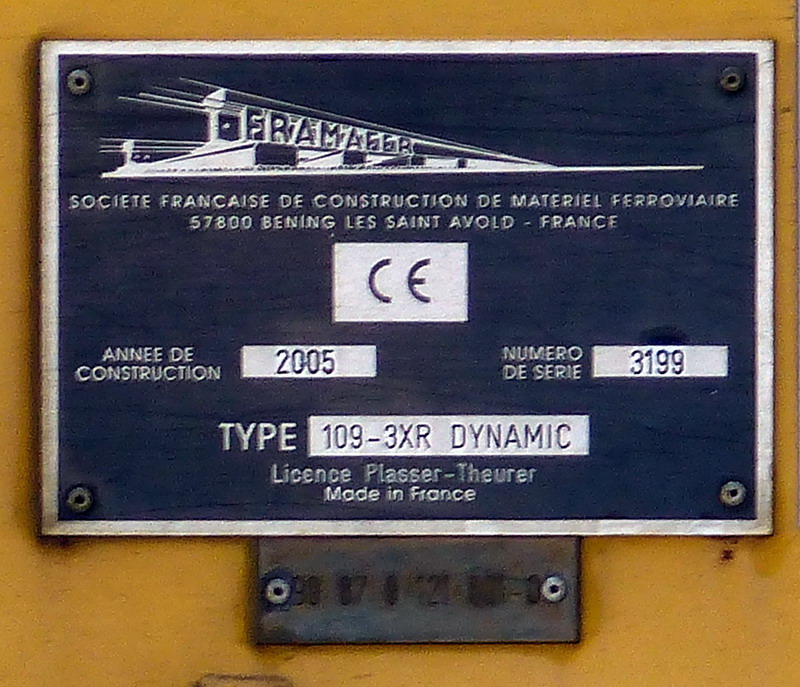 FRAMAFER
SOCIETE FRANCAISE DE CONSTRUCTION DE MATERIEL FERROVIAIRE
57800 BENING LES SAINT AVOLD - FRANCE
CE
ANNEE DE
CONSTRUCTION
2005
NUMERO
DE SERIE
3199
TYPE 109-3XR DYNAMIC
Licence Plasser-Theurer
Made in France